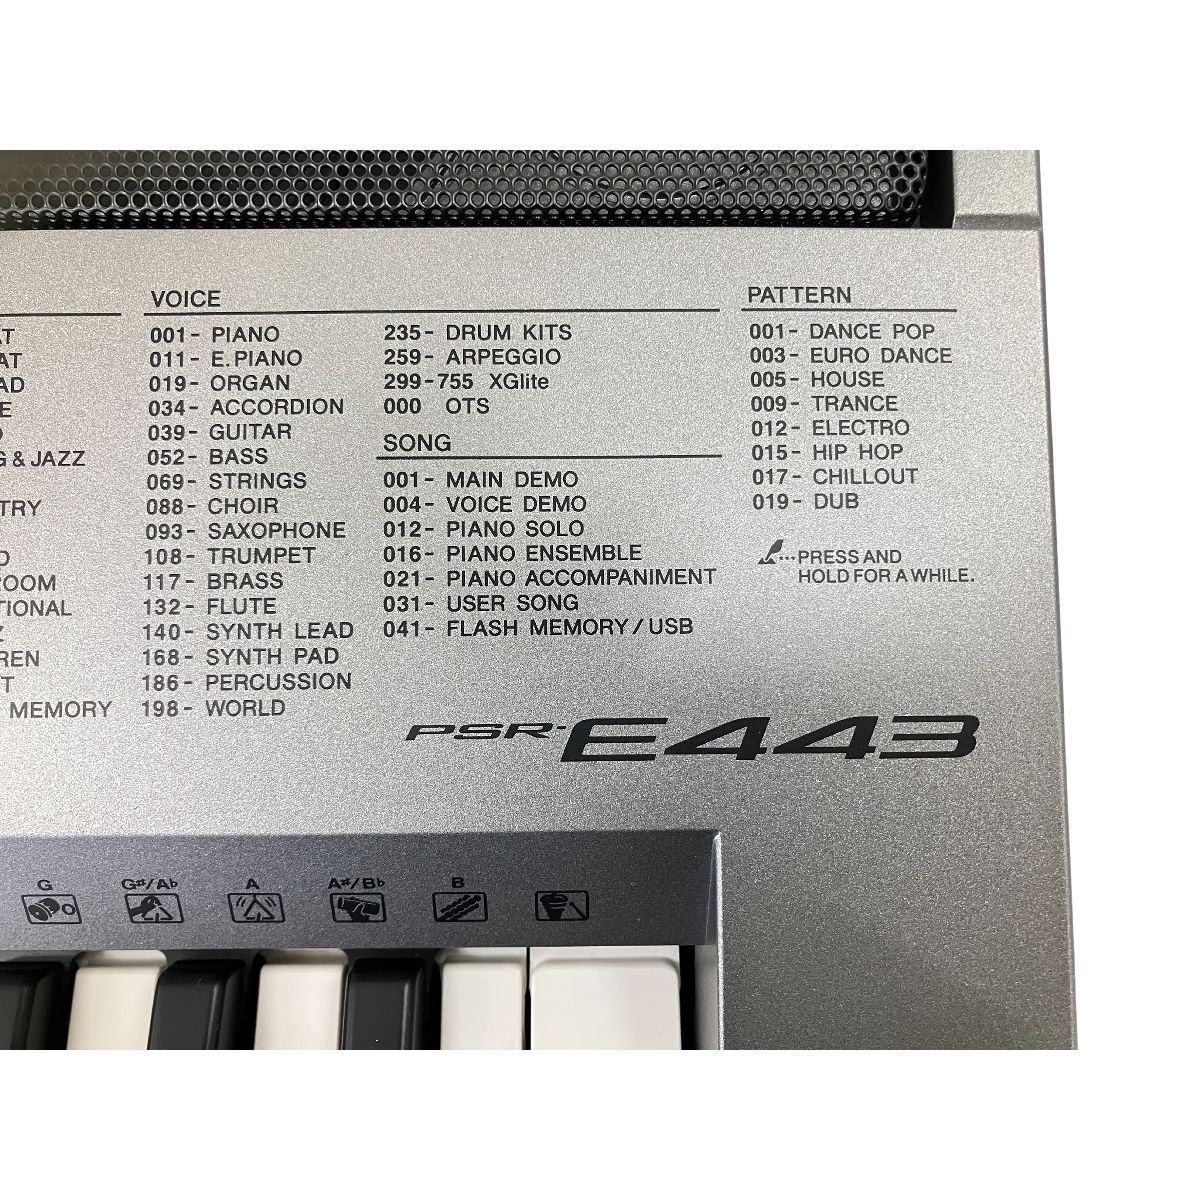 G & JAZZ
MEMORY
VOICE
001- PIANO
011- E.PIANO
019- ORGAN
034- ACCORDION
039- GUITAR
052- BASS
069- STRINGS
088- CHOIR
093- SAXOPHONE
108- TRUMPET
117- BRASS
132- FLUTE
140- SYNTH LEAD
168- SYNTH PAD
186- PERCUSSION
198- WORLD
235- DRUM KITS
259- ARPEGGIO
299-755 XGlite
000 OTS
SONG
001- MAIN DEMO
004- VOICE DEMO
012- PIANO SOLO
016- PIANO ENSEMBLE
021- PIANO ACCOMPANIMENT
031- USER SONG
041- FLASH MEMORY/USB
PATTERN
001- DANCE POP
003- EURO DANCE
005- HOUSE
009- TRANCE
012- ELECTRO
015- HIP HOP
017- CHILLOUT
019- DUB
...PRESS AND
HOLD FOR A WHILE.
PSR-E443
G G#/A♭ A A#/B♭ B